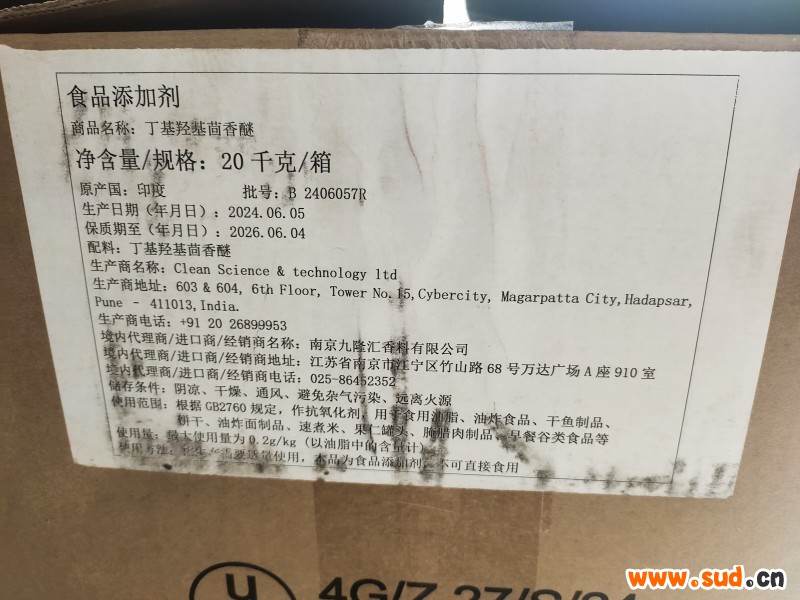 食品添加剂
商品名称：丁基羟基茴香醚
净含量/规格：20 千克/箱
原产国：印度 批号：B 2406057R
生产日期（年月日）：2024.06.05
保质期至（年月日）：2026.06.04
配料：丁基羟基茴香醚
生产商名称：Clean Science & technology ltd
生产商地址：603 & 604, 6th Floor, Tower No.15,Cybercity, Magarpatta City,Hadapsar,
Pune - 411013,India.
生产商电话：+91 20 26899953
境内代理商/进口商/经销商名称：南京九隆汇香料有限公司
境内代理商/进口商/经销商地址：江苏省南京市江宁区竹山路 68 号万达广场 A 座 910 室
境内代理商/进口商/经销商电话：025-86452352
储存条件：阴凉、干燥、通风、避免杂气污染、远离火源
使用范围：根据 GB2760 规定，作抗氧化剂，用于食用油脂、油炸食品、干鱼制品、
饼干、油炸面制品、速煮米、果仁罐头、腌腊肉制品、早餐谷类食品等
使用量：最大使用量为 0.2g/kg（以油脂中的含量计）
使用方法：适量使用，本品为食品添加剂，不可直接食用
u
4G/Z 27/S/24
www.sud.cn